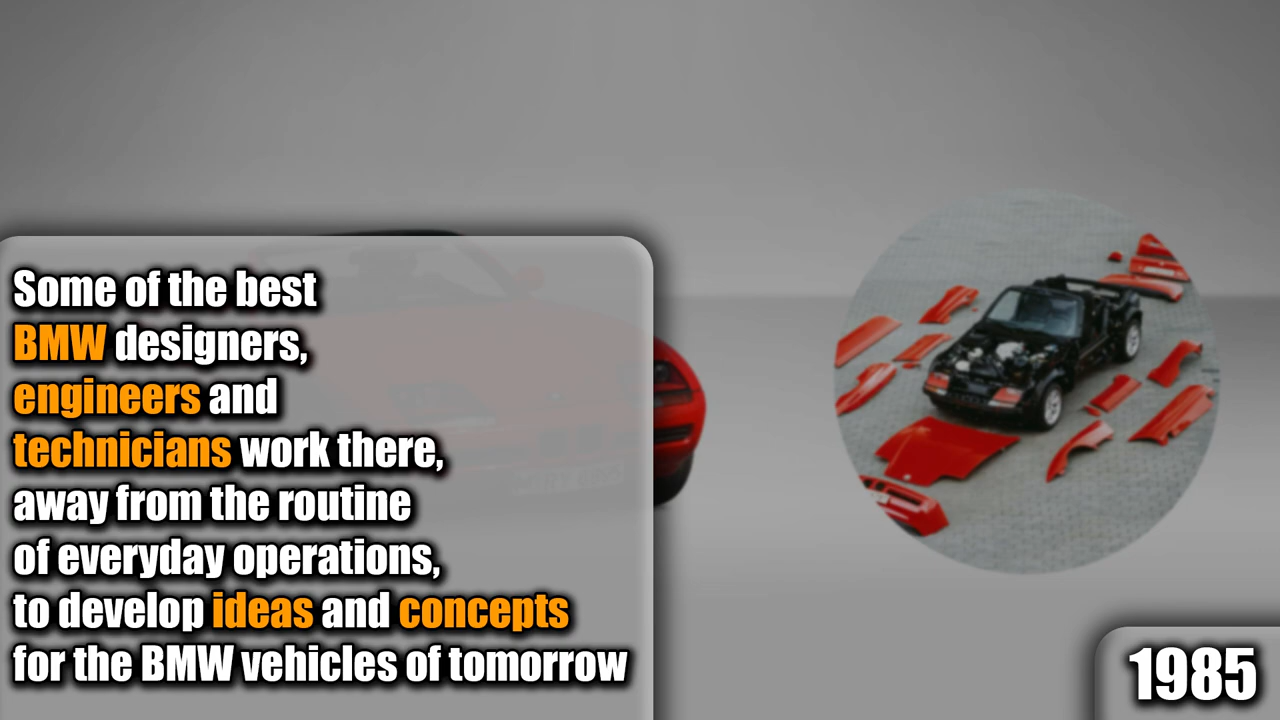 Some of the best
BMW designers,
engineers and
technicians work there,
away from the routine
of everyday operations,
to develop ideas and concepts
for the BMW vehicles of tomorrow
1985